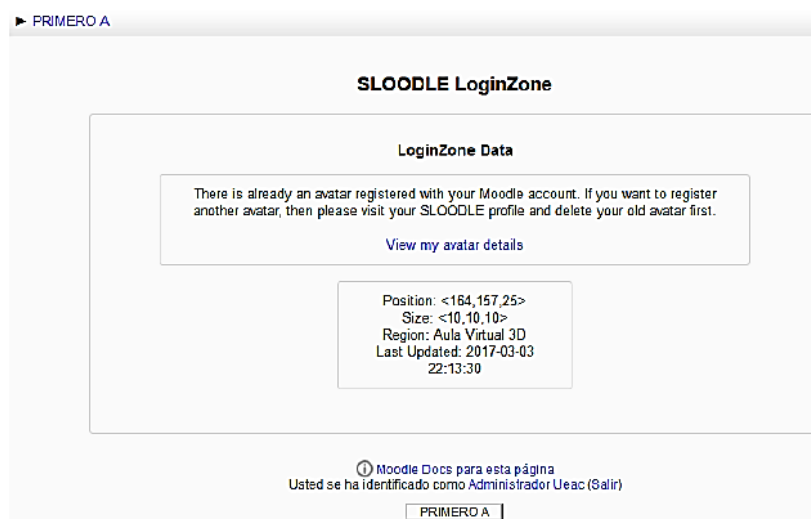 ► PRIMERO A
SLOODLE LoginZone
LoginZone Data
There is already an avatar registered with your Moodle account. If you want to register
another avatar, then please visit your SLOODLE profile and delete your old avatar first.
View my avatar details
Position: <164,157,25>
Size: <10,10,10>
Region: Aula Virtual 3D
Last Updated: 2017-03-03
22:13:30
Moodle Docs para esta página
Usted se ha identificado como Administrador Ueac (Salir)
PRIMERO A